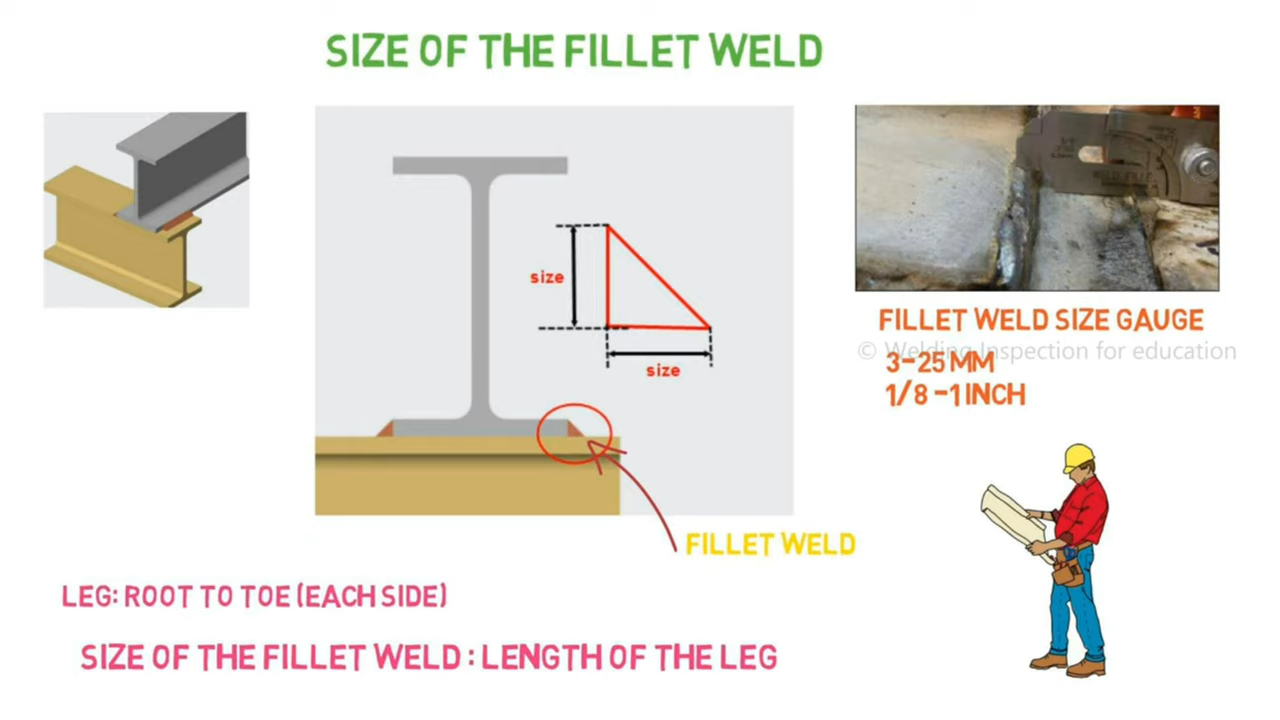 SIZE OF THE FILLET WELD
size
size
FILLET WELD SIZE GAUGE
© Welding Inspection for education
3-25 MM
1/8 -1 INCH
FILLET WELD
LEG: ROOT TO TOE (EACH SIDE)
SIZE OF THE FILLET WELD : LENGTH OF THE LEG